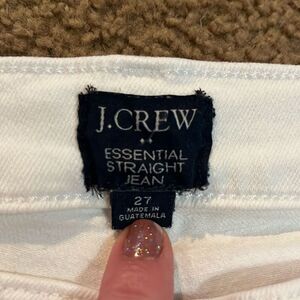 J.CREW
ESSENTIAL
STRAIGHT
JEAN
27
MADE IN
GUATEMALA